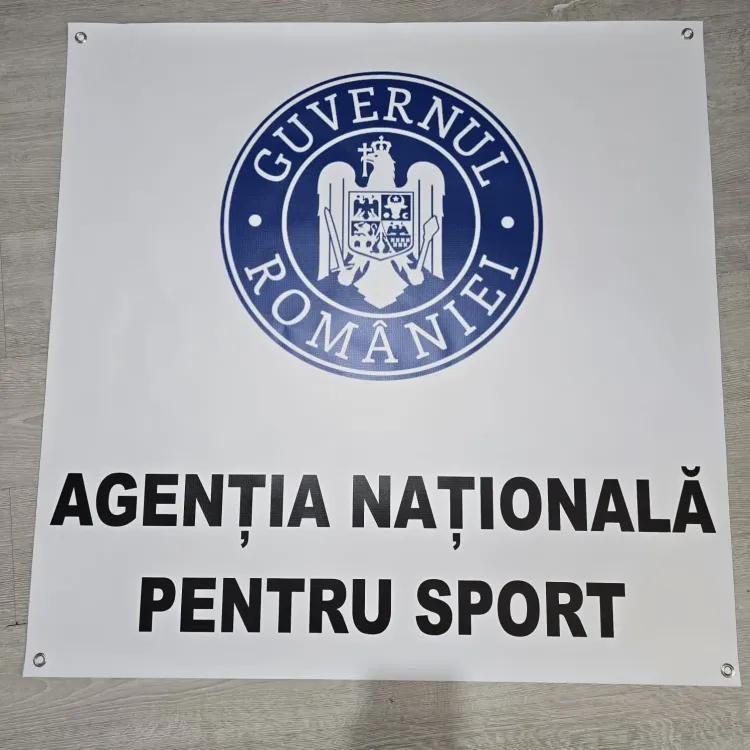 GUVERNUL
ROMÂNIEI
AGENȚIA NAȚIONALĂ
PENTRU SPORT